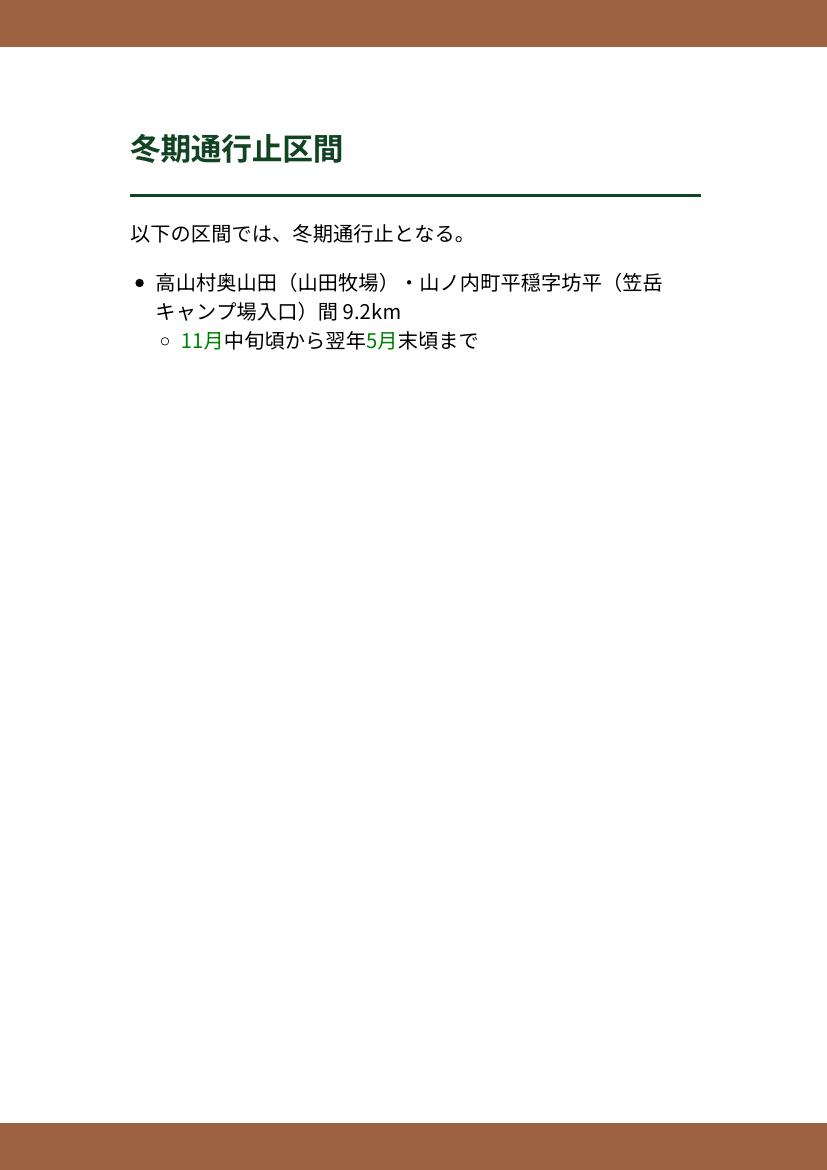 冬期通行止区間
以下の区間では、冬期通行止となる。
● 高山村奥山田（山田牧場）・山ノ内町平穏字坊平（笠岳
キャンプ場入口）間 9.2km
○ 11月中旬頃から翌年5月末頃まで